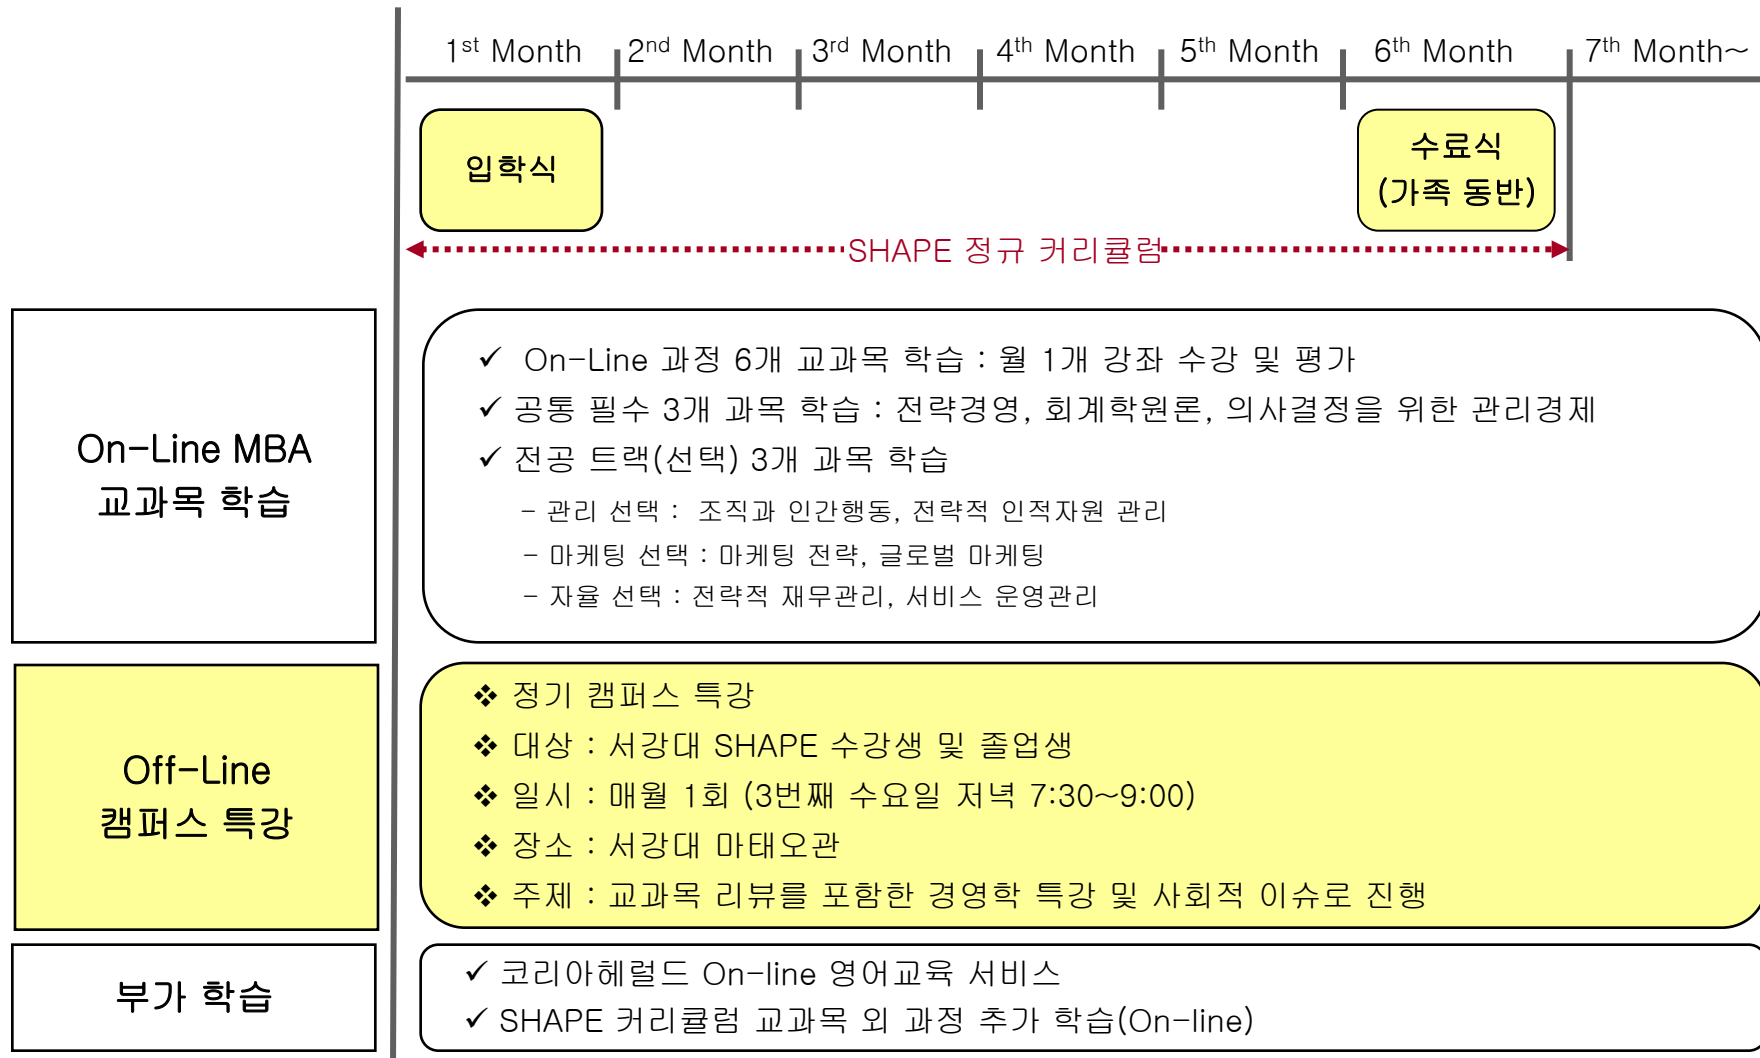 1st Month 2nd Month 3rd Month 4th Month 5th Month 6th Month 7th Month~
입학식
수료식
(가족 동반)
SHAPE 정규 커리큘럼
On-Line MBA
교과목 학습
✓ On-Line 과정 6개 교과목 학습 : 월 1개 강좌 수강 및 평가
✓ 공통 필수 3개 과목 학습 : 전략경영, 회계학원론, 의사결정을 위한 관리경제
✓ 전공 트랙(선택) 3개 과목 학습
- 관리 선택 : 조직과 인간행동, 전략적 인적자원 관리
- 마케팅 선택 : 마케팅 전략, 글로벌 마케팅
- 자율 선택 : 전략적 재무관리, 서비스 운영관리
Off-Line
캠퍼스 특강
❖ 정기 캠퍼스 특강
❖ 대상 : 서강대 SHAPE 수강생 및 졸업생
❖ 일시 : 매월 1회 (3번째 수요일 저녁 7:30~9:00)
❖ 장소 : 서강대 마태오관
❖ 주제 : 교과목 리뷰를 포함한 경영학 특강 및 사회적 이슈로 진행
부가 학습
✓ 코리아헤럴드 On-line 영어교육 서비스
✓ SHAPE 커리큘럼 교과목 외 과정 추가 학습(On-line)